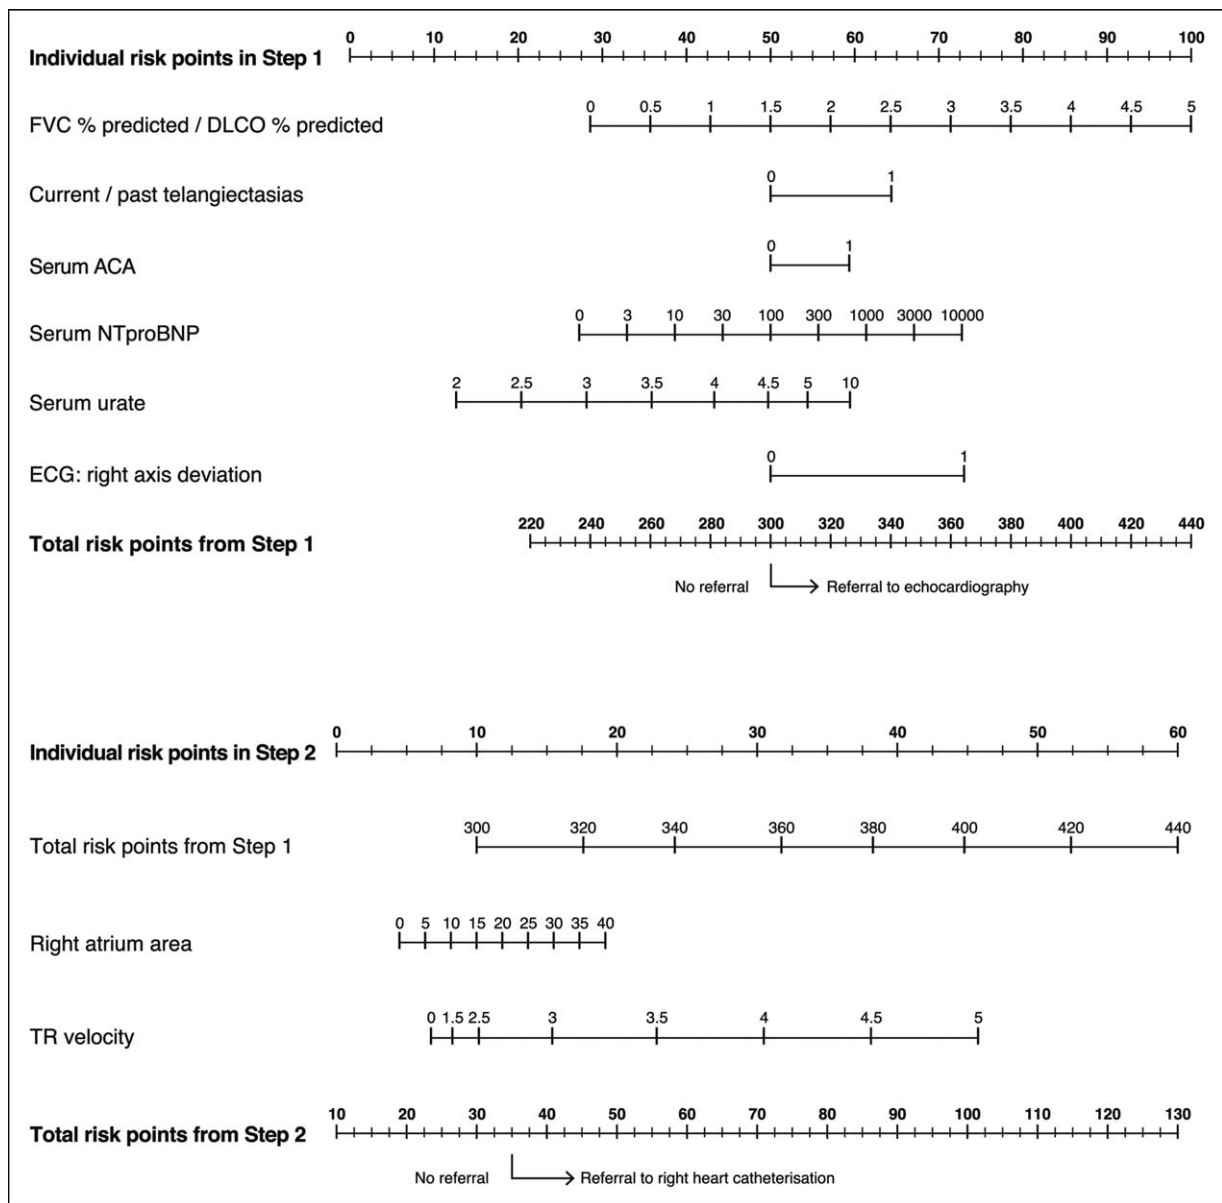 0 10 20 30 40 50 60 70 80 90 100
Individual risk points in Step 1
0 0.5 1 1.5 2 2.5 3 3.5 4 4.5 5
FVC % predicted / DLCO % predicted
0 1
Current / past telangiectasias
0 1
Serum ACA
0 3 10 30 100 300 1000 3000 10000
Serum NTproBNP
2 2.5 3 3.5 4 4.5 5 10
Serum urate
0 1
ECG: right axis deviation
220 240 260 280 300 320 340 360 380 400 420 440
Total risk points from Step 1
No referral Referral to echocardiography
0 10 20 30 40 50 60
Individual risk points in Step 2
300 320 340 360 380 400 420 440
Total risk points from Step 1
0 5 10 15 20 25 30 35 40
Right atrium area
0 1.5 2.5 3 3.5 4 4.5 5
TR velocity
10 20 30 40 50 60 70 80 90 100 110 120 130
Total risk points from Step 2
No referral Referral to right heart catheterisation